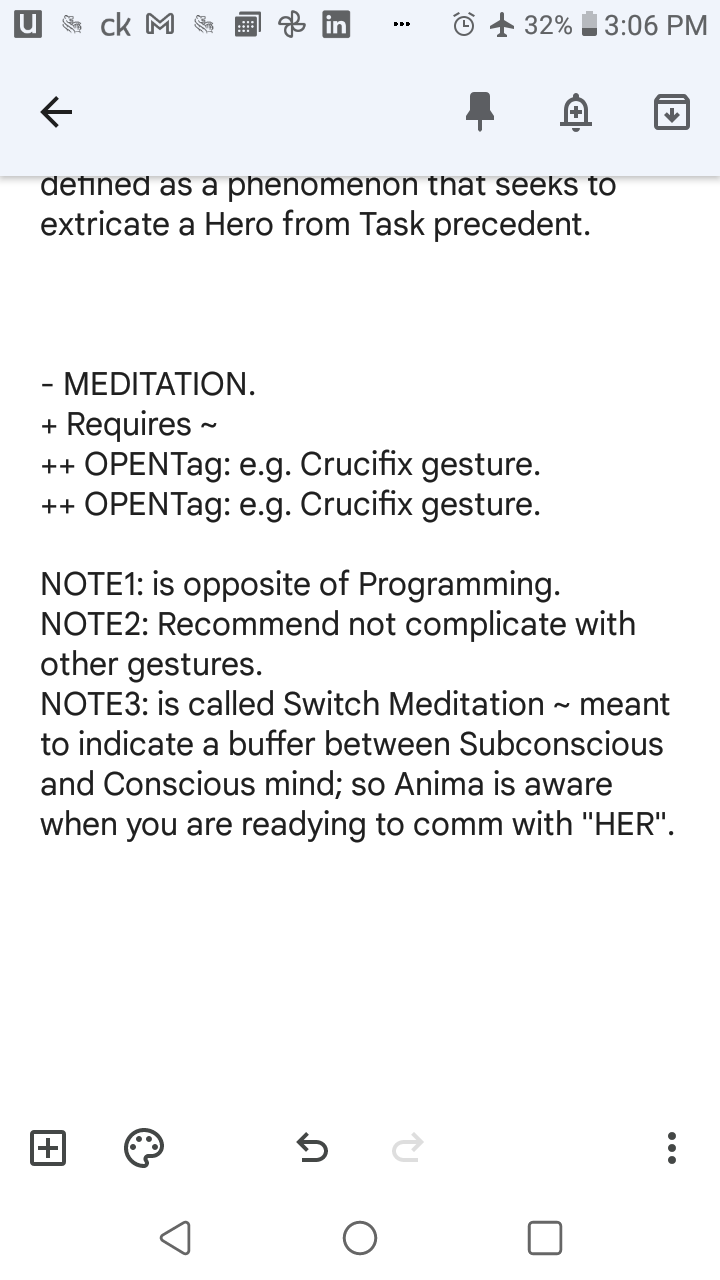 ck
in
32%
3:06 PM
defined as a phenomenon that seeks to
extricate a Hero from Task precedent.
- MEDITATION.
+ Requires ~
++ OPENTag: e.g. Crucifix gesture.
++ OPENTag: e.g. Crucifix gesture.
NOTE1: is opposite of Programming.
NOTE2: Recommend not complicate with
other gestures.
NOTE3: is called Switch Meditation ~ meant
to indicate a buffer between Subconscious
and Conscious mind; so Anima is aware
when you are readying to comm with "HER".